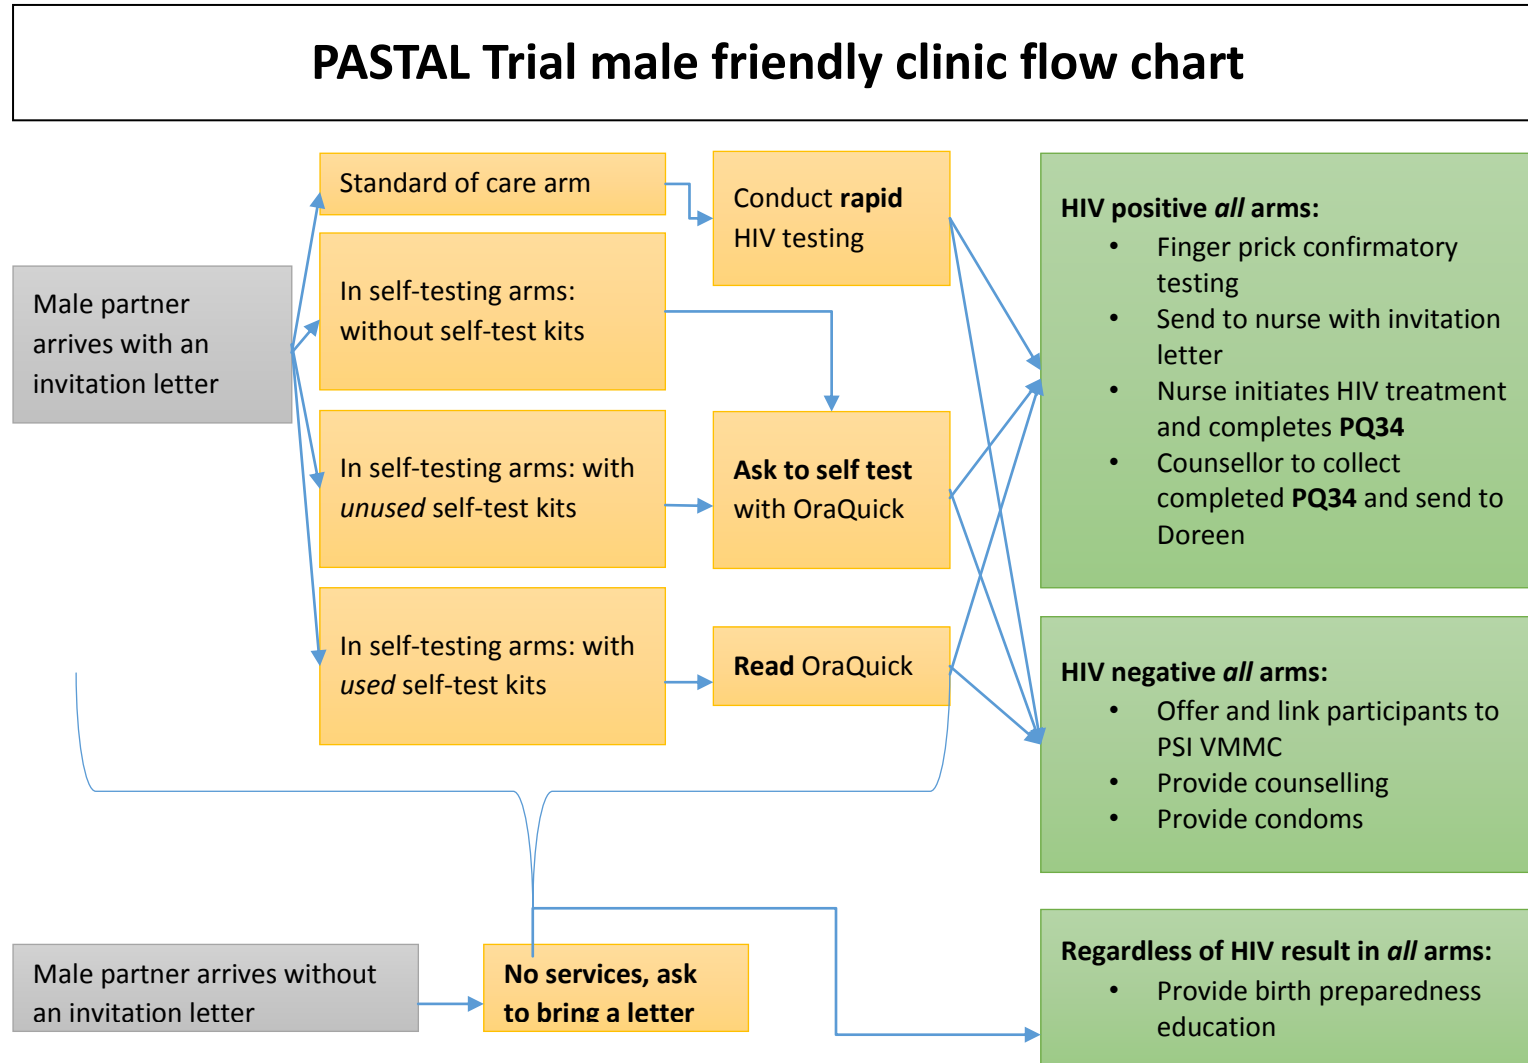 PASTAL Trial male friendly clinic flow chart
Male partner
arrives with an
invitation letter
Standard of care arm
In self-testing arms:
without self-test kits
In self-testing arms: with
unused self-test kits
In self-testing arms: with
used self-test kits
Conduct rapid
HIV testing
Ask to self test
with OraQuick
Read OraQuick
HIV positive all arms:
• Finger prick confirmatory
testing
• Send to nurse with invitation
letter
• Nurse initiates HIV treatment
and completes PQ34
• Counsellor to collect
completed PQ34 and send to
Doreen
HIV negative all arms:
• Offer and link participants to
PSI VMMC
• Provide counselling
• Provide condoms
Male partner arrives without
an invitation letter
No services, ask
to bring a letter
Regardless of HIV result in all arms:
• Provide birth preparedness
education